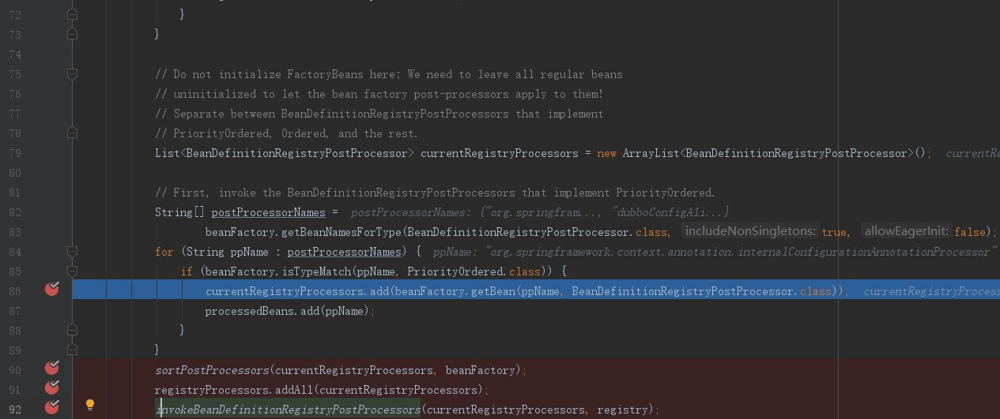 72 }
73 }
74
75 // Do not initialize FactoryBeans here: We need to leave all regular beans
76 // uninitialized to let the bean factory post-processors apply to them!
77 // Separate between BeanDefinitionRegistryPostProcessors that implement
78 // PriorityOrdered, Ordered, and the rest.
79 List<BeanDefinitionRegistryPostProcessor> currentRegistryProcessors = new ArrayList<BeanDefinitionRegistryPostProcessor>(); currentRe
80
81 // First, invoke the BeanDefinitionRegistryPostProcessors that implement PriorityOrdered.
82 String[] postProcessorNames = postProcessorNames: {"org.springfram..., "dubboConfigAli...}
83 beanFactory.getBeanNamesForType(BeanDefinitionRegistryPostProcessor.class, includeNonSingletons: true, allowEagerInit: false);
84 for (String ppName : postProcessorNames) { ppName: "org.springframework.context.annotation.internalConfigurationAnnotationProcessor"
85 if (beanFactory.isTypeMatch(ppName, PriorityOrdered.class)) {
86 currentRegistryProcessors.add(beanFactory.getBean(ppName, BeanDefinitionRegistryPostProcessor.class)); currentRegistryProcess
87 processedBeans.add(ppName);
88 }
89 }
90 sortPostProcessors(currentRegistryProcessors, beanFactory);
91 registryProcessors.addAll(currentRegistryProcessors);
92 invokeBeanDefinitionRegistryPostProcessors(currentRegistryProcessors, registry);